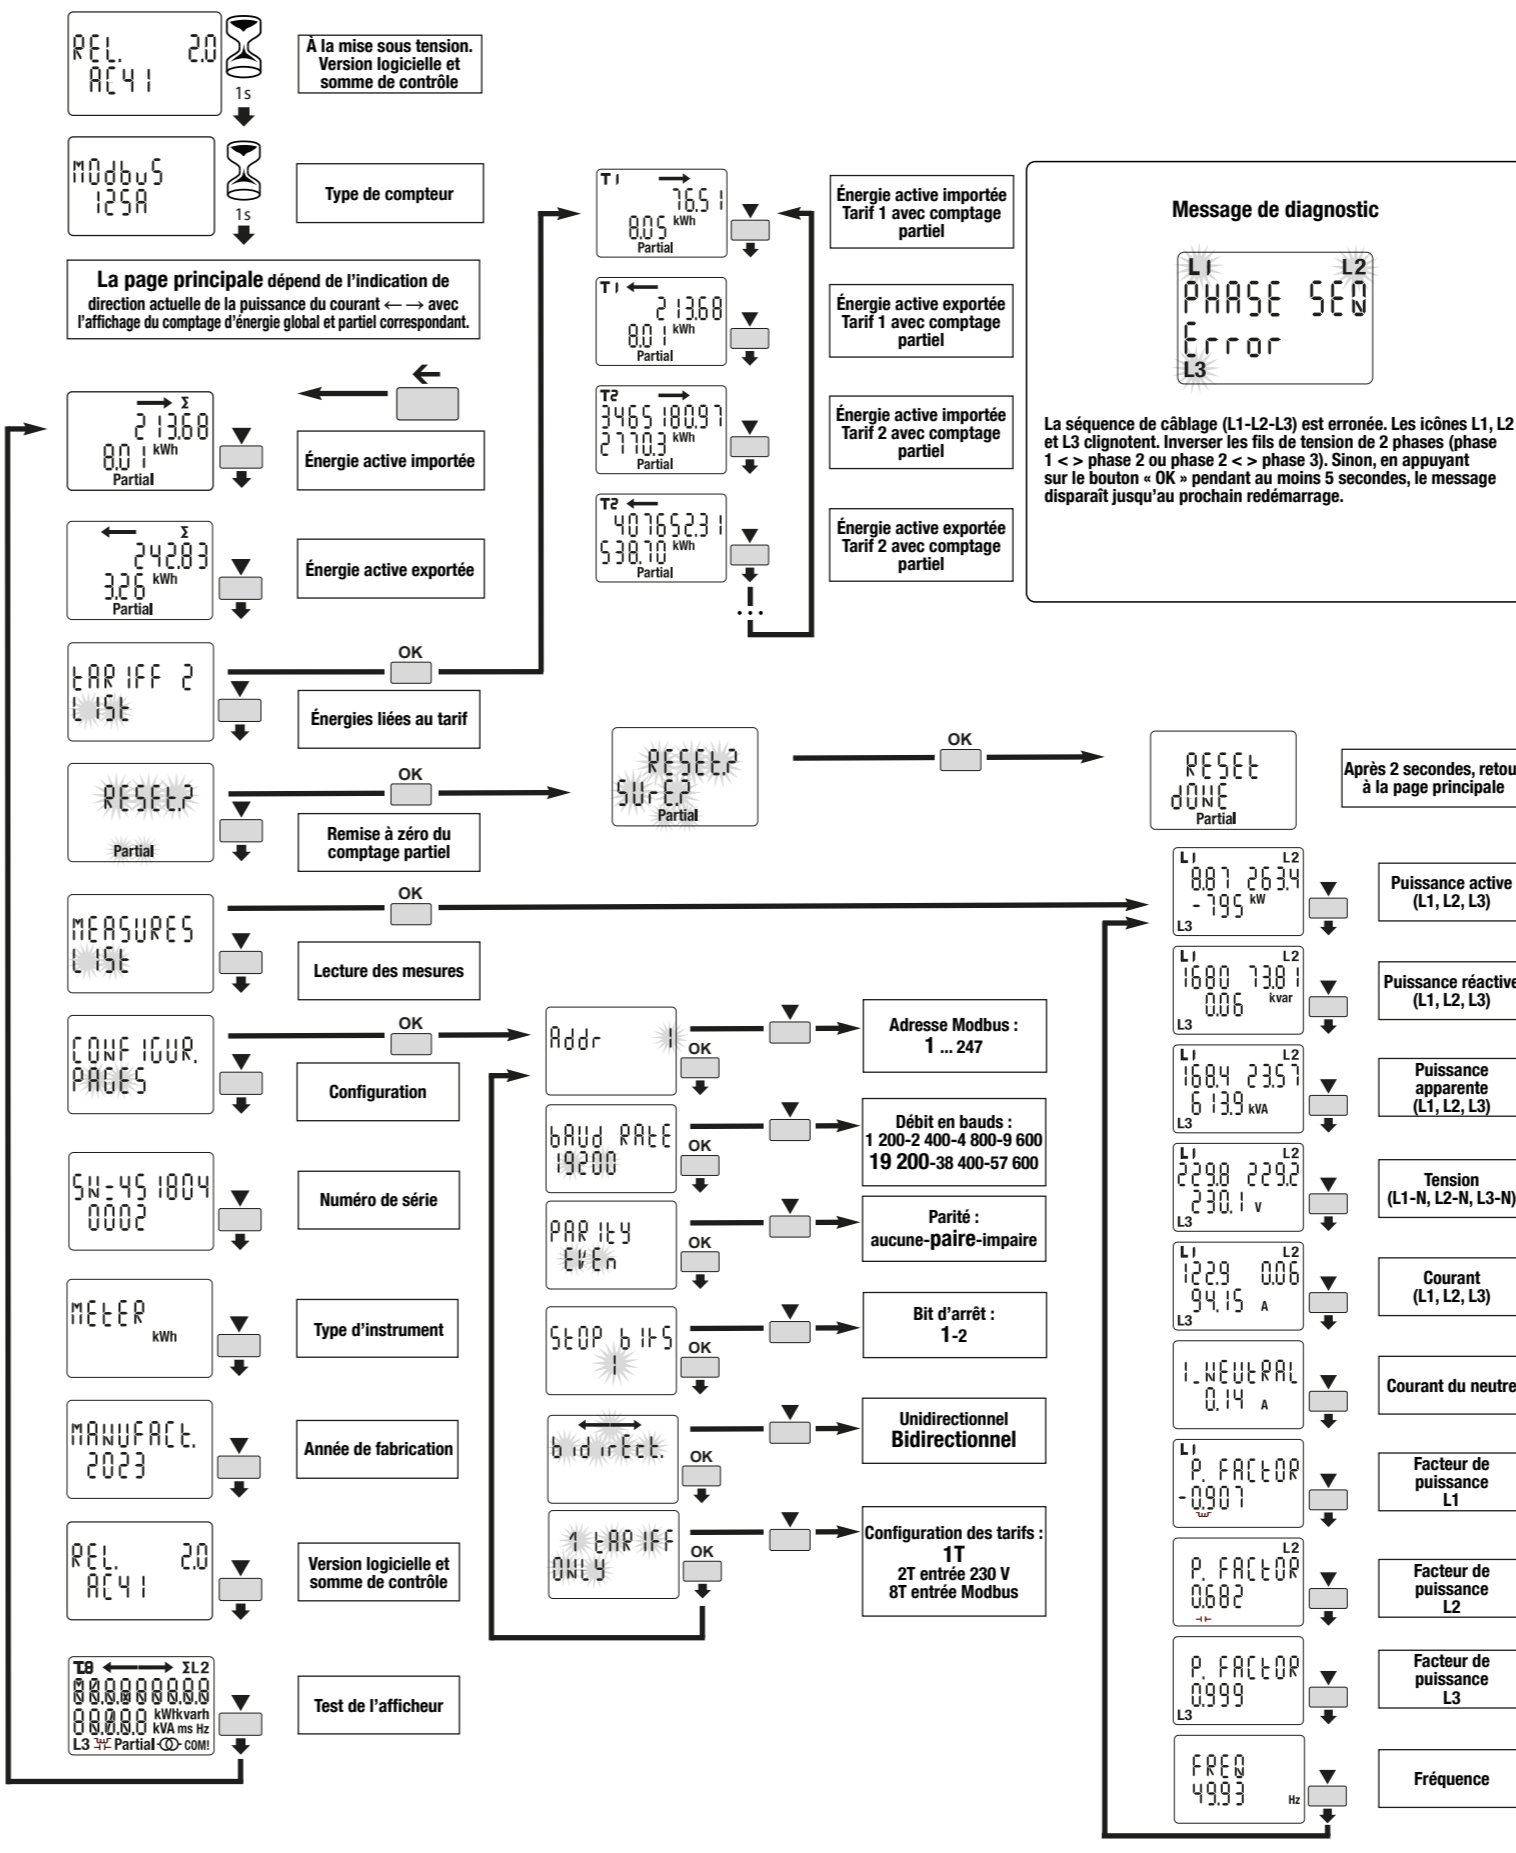 REL. 2.0
AC41
1s
À la mise sous tension.
Version logicielle et
somme de contrôle
MOdbuS
125A
1s
Type de compteur
La page principale dépend de l'indication de
direction actuelle de la puissance du courant ← → avec
l'affichage du comptage d'énergie global et partiel correspondant.
←
→ Σ
213.68
8.01 kWh
Partial
▼
Énergie active importée
← Σ
242.83
3.26 kWh
Partial
▼
Énergie active exportée
tARIFF 2
LISt
OK
▼
Énergies liées au tarif
RESEt.?
Partial
OK
▼
Remise à zéro du
comptage partiel
MEASURES
LISt
OK
▼
Lecture des mesures
CONFIGUR.
PAGES
OK
▼
Configuration
SN-451804
0002
▼
Numéro de série
MEtER
kWh
▼
Type d'instrument
MANUFACt.
2023
▼
Année de fabrication
REL. 2.0
AC41
▼
Version logicielle et
somme de contrôle
T.8 ←→ ΣL2
kWhkvarh
kVA ms Hz
L3 Partial COM!
▼
Test de l'afficheur
T1 →
76.51
8.05 kWh
Partial
▼
Énergie active importée
Tarif 1 avec comptage
partiel
T1 ←
213.68
8.01 kWh
Partial
▼
Énergie active exportée
Tarif 1 avec comptage
partiel
T2 →
3465180.97
2770.3 kWh
Partial
▼
Énergie active importée
Tarif 2 avec comptage
partiel
T2 ←
407652.31
538.70 kWh
Partial
▼
...
Énergie active exportée
Tarif 2 avec comptage
partiel
Message de diagnostic
L1 L2
PHASE SEQ
Error
L3
La séquence de câblage (L1-L2-L3) est erronée. Les icônes L1, L2
et L3 clignotent. Inverser les fils de tension de 2 phases (phase
1 < > phase 2 ou phase 2 < > phase 3). Sinon, en appuyant
sur le bouton « OK » pendant au moins 5 secondes, le message
disparaît jusqu'au prochain redémarrage.
RESEt.?
SUrE.?
Partial
OK
RESEt
dONE
Partial
Après 2 secondes, retou
à la page principale
Addr 1
▼
OK
Adresse Modbus :
1 ... 247
bAUd RAtE
19200
▼
OK
Débit en bauds :
1 200-2 400-4 800-9 600
19 200-38 400-57 600
PARItY
EVEn
▼
OK
Parité :
aucune-paire-impaire
StOP bItS
1
▼
OK
Bit d'arrêt :
1-2
←→
bidirEct.
▼
OK
Unidirectionnel
Bidirectionnel
1 tARIFF
ONLY
▼
OK
Configuration des tarifs :
1T
2T entrée 230 V
8T entrée Modbus
L1 L2
8.87 263.4
-795 kW
L3
▼
Puissance active
(L1, L2, L3)
L1 L2
1680 73.81
0.06 kvar
L3
▼
Puissance réactive
(L1, L2, L3)
L1 L2
168.4 23.57
613.9 kVA
L3
▼
Puissance
apparente
(L1, L2, L3)
L1 L2
229.8 229.2
230.1 V
L3
▼
Tension
(L1-N, L2-N, L3-N)
L1 L2
122.9 0.06
94.15 A
L3
▼
Courant
(L1, L2, L3)
I_NEUtRAL
0.14 A
▼
Courant du neutre
L1
P. FACtOR
-0.907
▼
Facteur de
puissance
L1
L2
P. FACtOR
0.682
▼
Facteur de
puissance
L2
P. FACtOR
0.999
L3
▼
Facteur de
puissance
L3
FREQ
49.93 Hz
▼
Fréquence